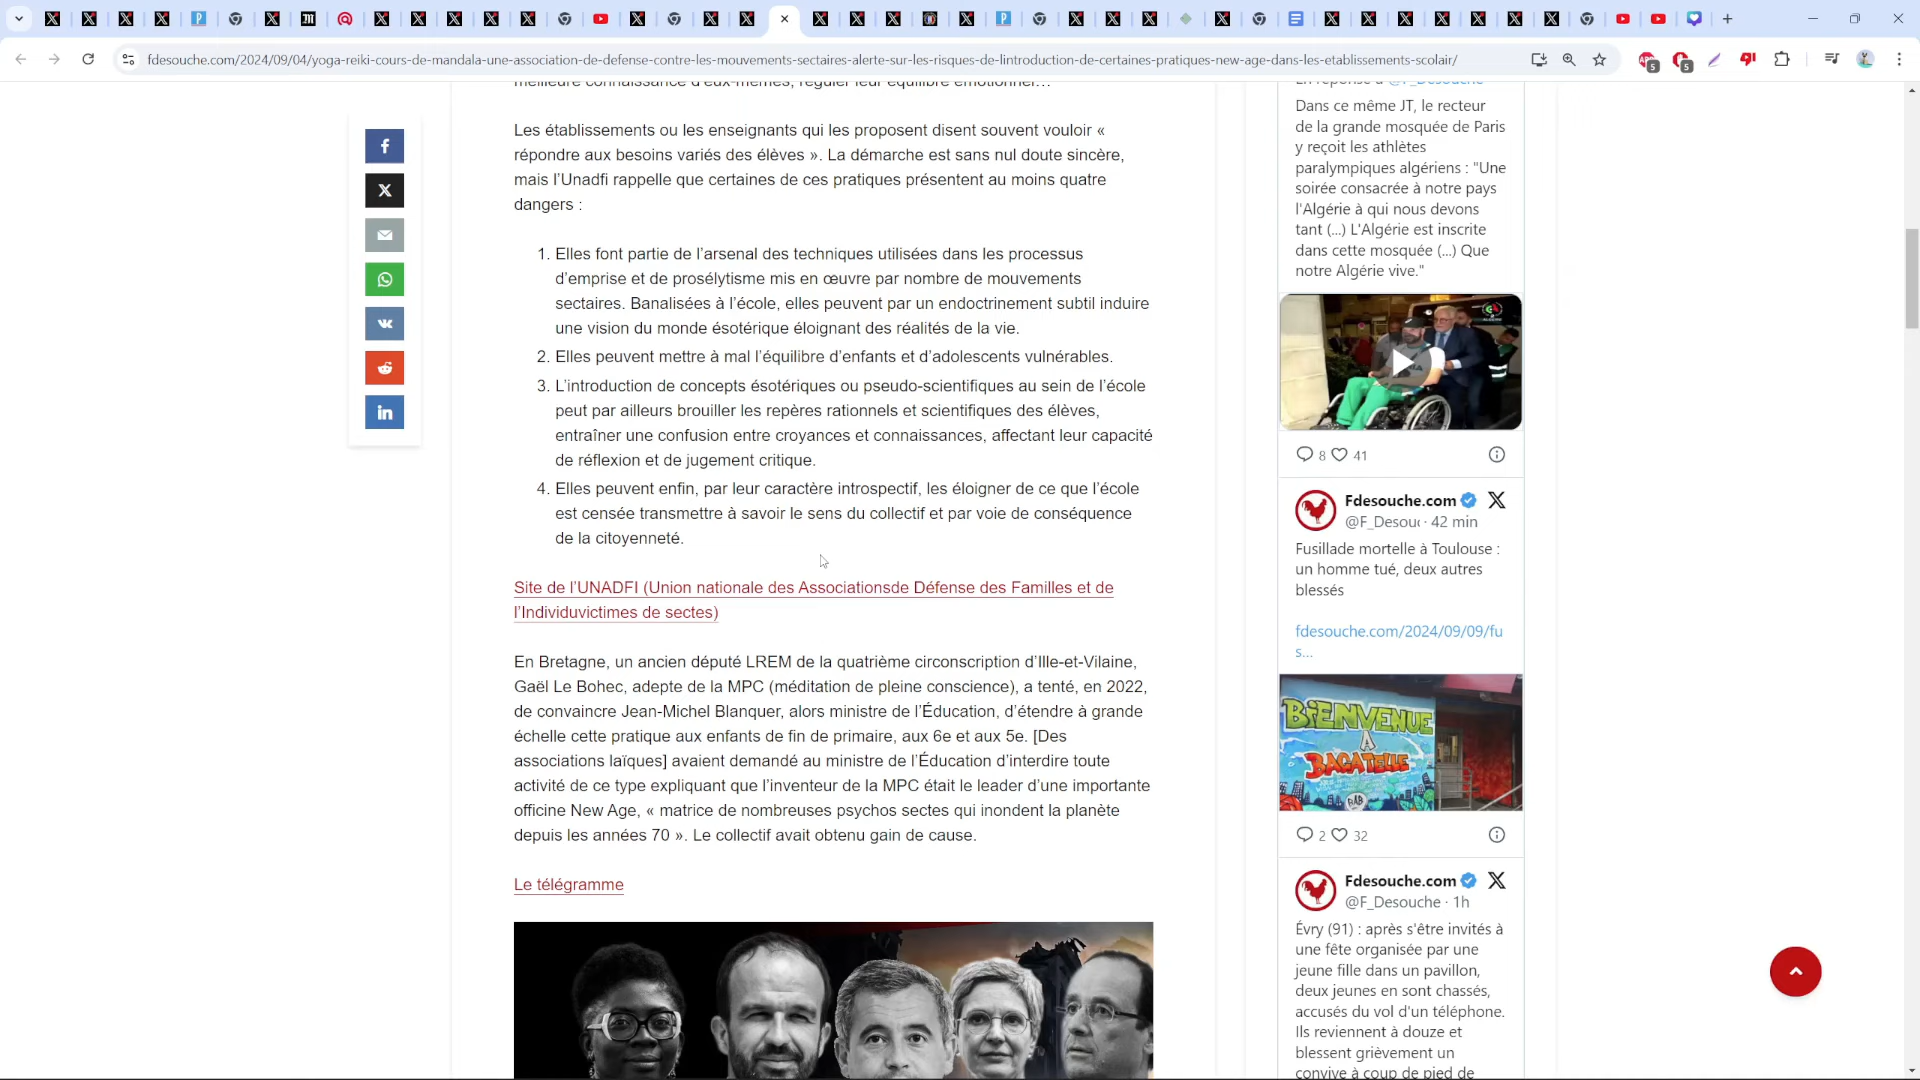 fdesouche.com/2024/09/04/yoga-reiki-cours-de-mandala-une-association-de-defense-contre-les-mouvements-sectaires-alerte-sur-les-risques-de-lintroduction-de-certaines-pratiques-new-age-dans-les-etablissements-scolair/
5
5
meilleure connaissance d'eux-mêmes, réguler leur équilibre émotionnel…
Les établissements ou les enseignants qui les proposent disent souvent vouloir «
répondre aux besoins variés des élèves ». La démarche est sans nul doute sincère,
mais l’Unadfi rappelle que certaines de ces pratiques présentent au moins quatre
dangers :
1. Elles font partie de l’arsenal des techniques utilisées dans les processus
d’emprise et de prosélytisme mis en œuvre par nombre de mouvements
sectaires. Banalisées à l’école, elles peuvent par un endoctrinement subtil induire
une vision du monde ésotérique éloignant des réalités de la vie.
2. Elles peuvent mettre à mal l’équilibre d’enfants et d’adolescents vulnérables.
3. L’introduction de concepts ésotériques ou pseudo-scientifiques au sein de l’école
peut par ailleurs brouiller les repères rationnels et scientifiques des élèves,
entraîner une confusion entre croyances et connaissances, affectant leur capacité
de réflexion et de jugement critique.
4. Elles peuvent enfin, par leur caractère introspectif, les éloigner de ce que l’école
est censée transmettre à savoir le sens du collectif et par voie de conséquence
de la citoyenneté.
Site de l’UNADFI (Union nationale des Associationsde Défense des Familles et de
l’Individuvictimes de sectes)
En Bretagne, un ancien député LREM de la quatrième circonscription d’Ille-et-Vilaine,
Gaël Le Bohec, adepte de la MPC (méditation de pleine conscience), a tenté, en 2022,
de convaincre Jean-Michel Blanquer, alors ministre de l’Éducation, d’étendre à grande
échelle cette pratique aux enfants de fin de primaire, aux 6e et aux 5e. [Des
associations laïques] avaient demandé au ministre de l’Éducation d’interdire toute
activité de ce type expliquant que l’inventeur de la MPC était le leader d’une importante
officine New Age, « matrice de nombreuses psychos sectes qui inondent la planète
depuis les années 70 ». Le collectif avait obtenu gain de cause.
Le télégramme
En réponse à @F_Desouche
Dans ce même JT, le recteur
de la grande mosquée de Paris
y reçoit les athlètes
paralympiques algériens : "Une
soirée consacrée à notre pays
l'Algérie à qui nous devons
tant (...) L'Algérie est inscrite
dans cette mosquée (...) Que
notre Algérie vive."
8 41
Fdesouche.com
@F_Desouc · 42 min
Fusillade mortelle à Toulouse :
un homme tué, deux autres
blessés
fdesouche.com/2024/09/09/fu
s...
BIENVENUE
A
BAGATELLE
BAB
2 32
Fdesouche.com
@F_Desouche · 1h
Évry (91) : après s'être invités à
une fête organisée par une
jeune fille dans un pavillon,
deux jeunes en sont chassés,
accusés du vol d'un téléphone.
Ils reviennent à douze et
blessent grièvement un
convive à coup de pied de